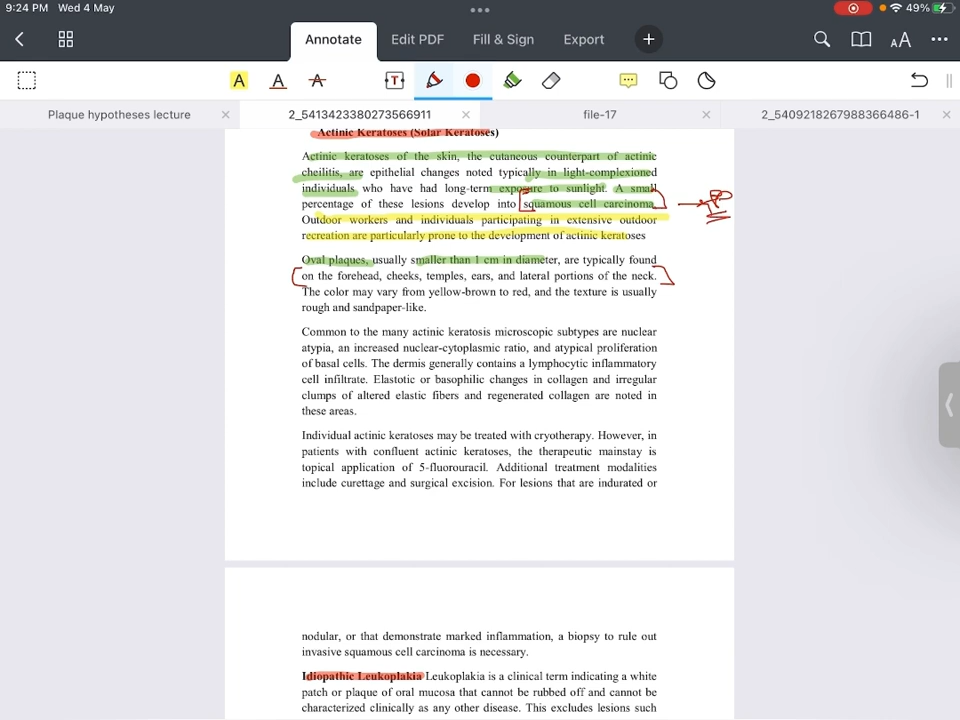 9:24 PM Wed 4 May
49%
Annotate Edit PDF Fill & Sign Export
AA
A A A T
Plaque hypotheses lecture 2_5413423380273566911 file-17 2_5409218267988366486-1
Actinic Keratoses (Solar Keratoses)
Actinic keratoses of the skin, the cutaneous counterpart of actinic
cheilitis, are epithelial changes noted typically in light-complexioned
individuals who have had long-term exposure to sunlight. A small
percentage of these lesions develop into squamous cell carcinoma.
Outdoor workers and individuals participating in extensive outdoor
recreation are particularly prone to the development of actinic keratoses
Oval plaques, usually smaller than 1 cm in diameter, are typically found
on the forehead, cheeks, temples, ears, and lateral portions of the neck.
The color may vary from yellow-brown to red, and the texture is usually
rough and sandpaper-like.
Common to the many actinic keratosis microscopic subtypes are nuclear
atypia, an increased nuclear-cytoplasmic ratio, and atypical proliferation
of basal cells. The dermis generally contains a lymphocytic inflammatory
cell infiltrate. Elastotic or basophilic changes in collagen and irregular
clumps of altered elastic fibers and regenerated collagen are noted in
these areas.
Individual actinic keratoses may be treated with cryotherapy. However, in
patients with confluent actinic keratoses, the therapeutic mainstay is
topical application of 5-fluorouracil. Additional treatment modalities
include curettage and surgical excision. For lesions that are indurated or
nodular, or that demonstrate marked inflammation, a biopsy to rule out
invasive squamous cell carcinoma is necessary.
Idiopathic Leukoplakia Leukoplakia is a clinical term indicating a white
patch or plaque of oral mucosa that cannot be rubbed off and cannot be
characterized clinically as any other disease. This excludes lesions such